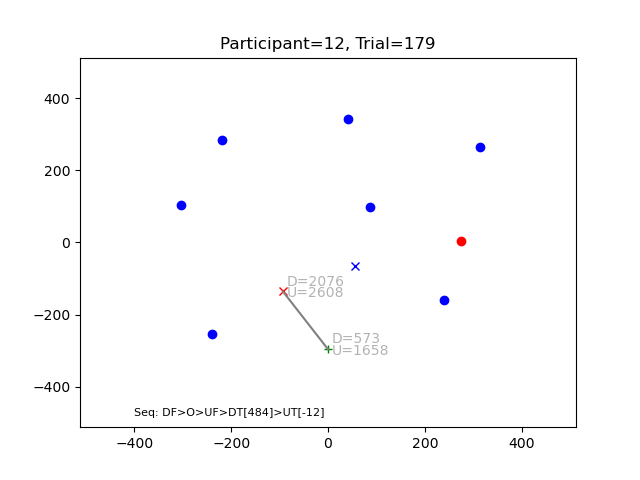 Participant=12, Trial=179
400
200
0
−200
−400
D=2076
U=2608
D=573
U=1658
Seq: DF>O>UF>DT[484]>UT[-12]
−400
−200
0
200
400